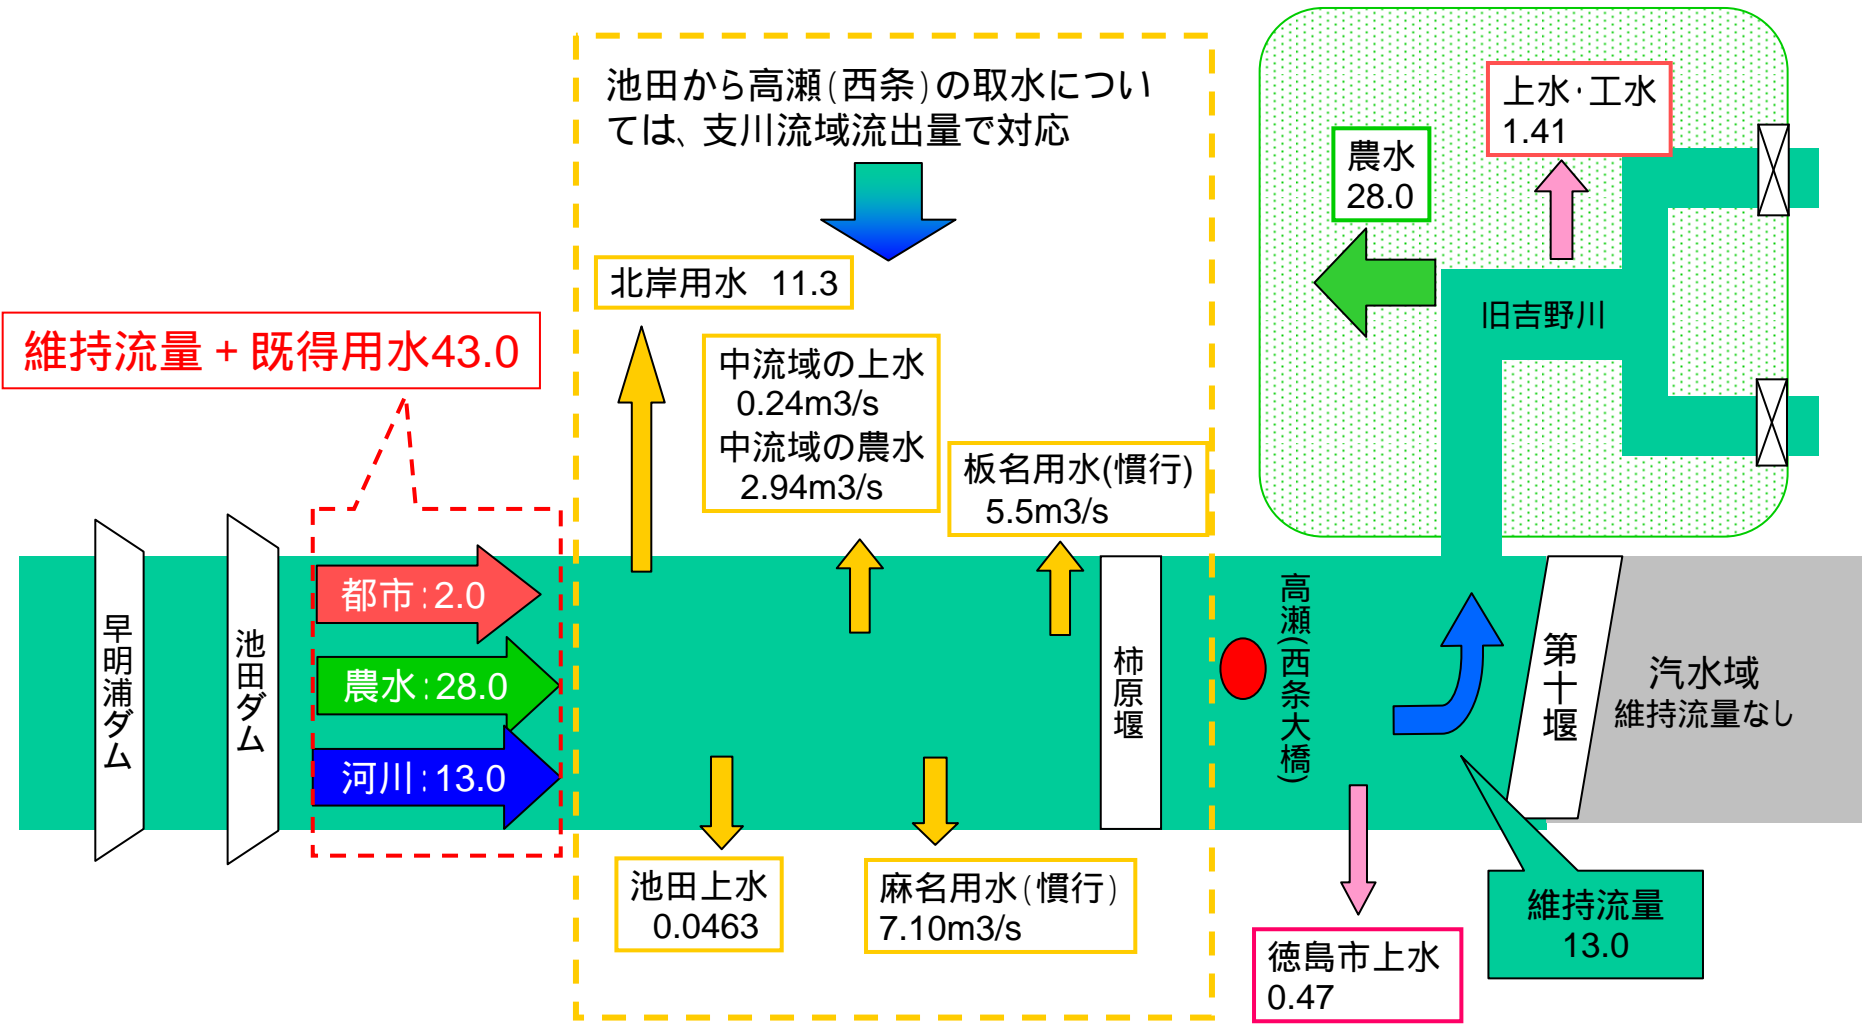 池田から高瀬(西条)の取水につい
ては、支川流域流出量で対応
上水・工水
1.41
農水
28.0
北岸用水 11.3
旧吉野川
維持流量+既得用水43.0
中流域の上水
0.24m3/s
中流域の農水
2.94m3/s
板名用水(慣行)
5.5m3/s
早明浦ダム
池田ダム
都市:2.0
農水:28.0
河川:13.0
柿原堰
高瀬(西条大橋)
第十堰
汽水域
維持流量なし
池田上水
0.0463
麻名用水(慣行)
7.10m3/s
徳島市上水
0.47
維持流量
13.0